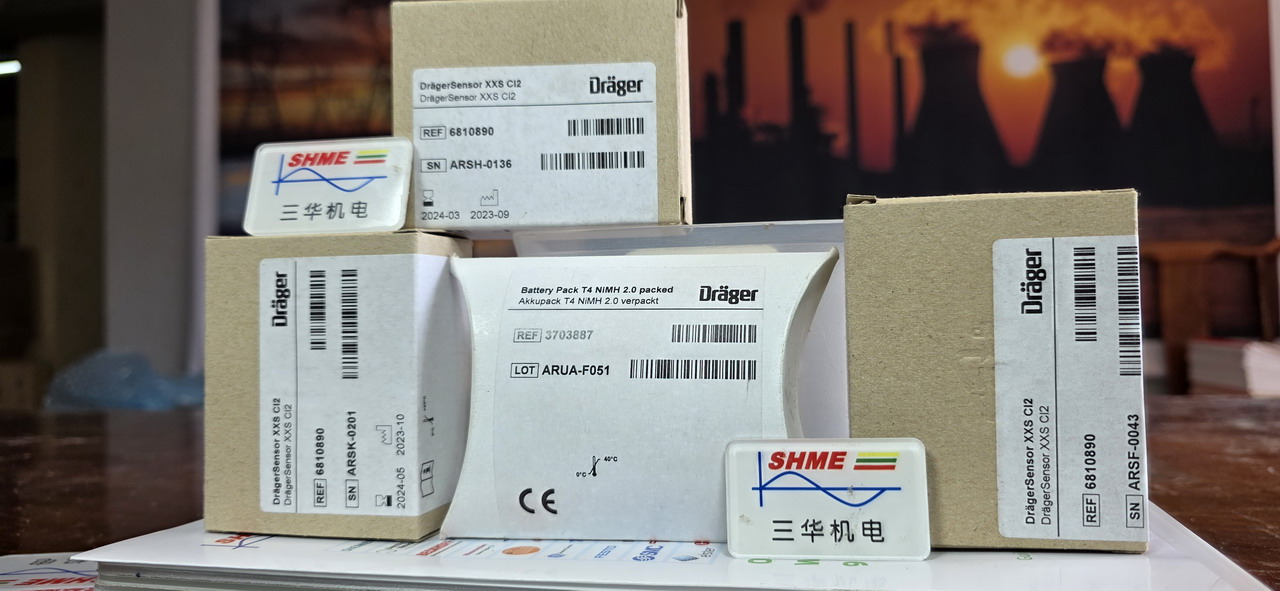 DrägerSensor XXS Cl2
DrägerSensor XXS Cl2
Dräger
REF 6810890
SN ARSH-0136
2024-03 2023-09
SHME
三华机电
Dräger
DrägerSensor XXS Cl2
DrägerSensor XXS Cl2
REF 6810890
SN ARSK-0201
2024-05 2023-10
Battery Pack T4 NiMH 2.0 packed
Akkupack T4 NiMH 2.0 verpackt
Dräger
REF 3703887
LOT ARUA-F051
0°C 40°C
CE
Dräger
DrägerSensor XXS Cl2
DrägerSensor XXS Cl2
REF 6810890
SN ARSF-0043
SHME
三华机电
SHME
FESTO
SMC